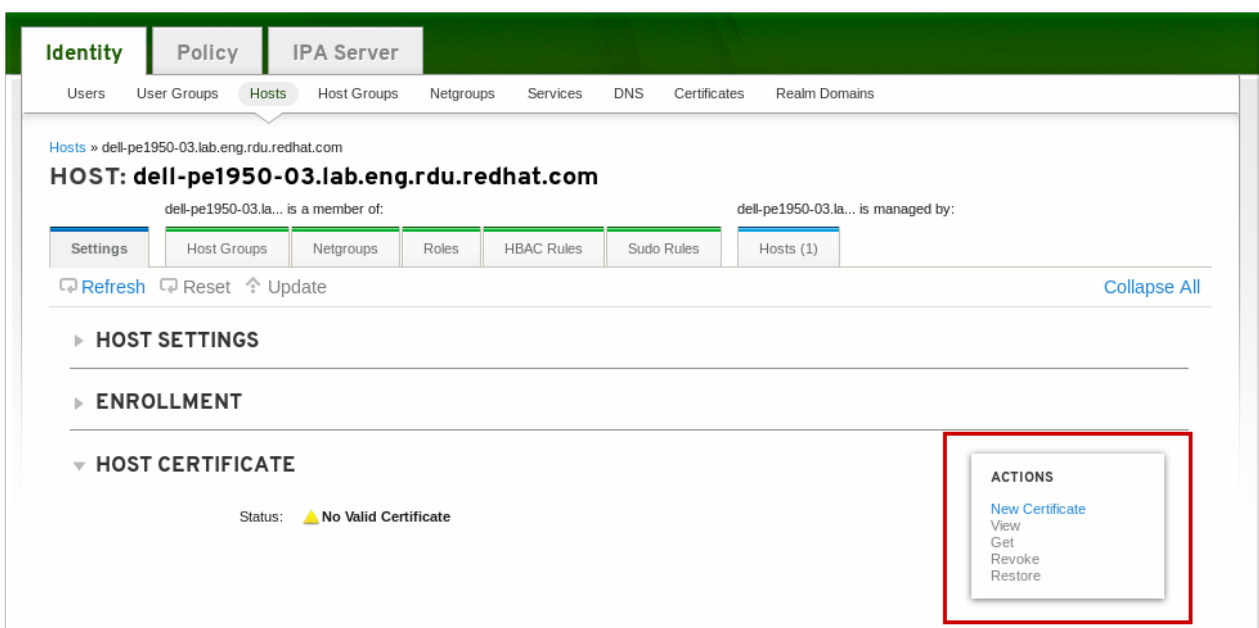 Identity Policy IPA Server
Users User Groups Hosts Host Groups Netgroups Services DNS Certificates Realm Domains
Hosts » dell-pe1950-03.lab.eng.rdu.redhat.com
HOST: dell-pe1950-03.lab.eng.rdu.redhat.com
dell-pe1950-03.la... is a member of: dell-pe1950-03.la... is managed by:
Settings Host Groups Netgroups Roles HBAC Rules Sudo Rules Hosts (1)
Refresh Reset Update Collapse All
HOST SETTINGS
ENROLLMENT
HOST CERTIFICATE
Status: No Valid Certificate
ACTIONS
New Certificate
View
Get
Revoke
Restore